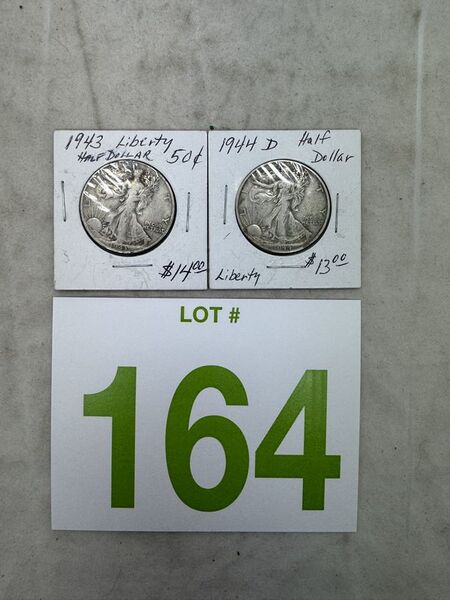 1943 Liberty
HALF DOLLAR 50¢
$14.00
1944 D Half
Dollar
Liberty $13.00
LOT #
164